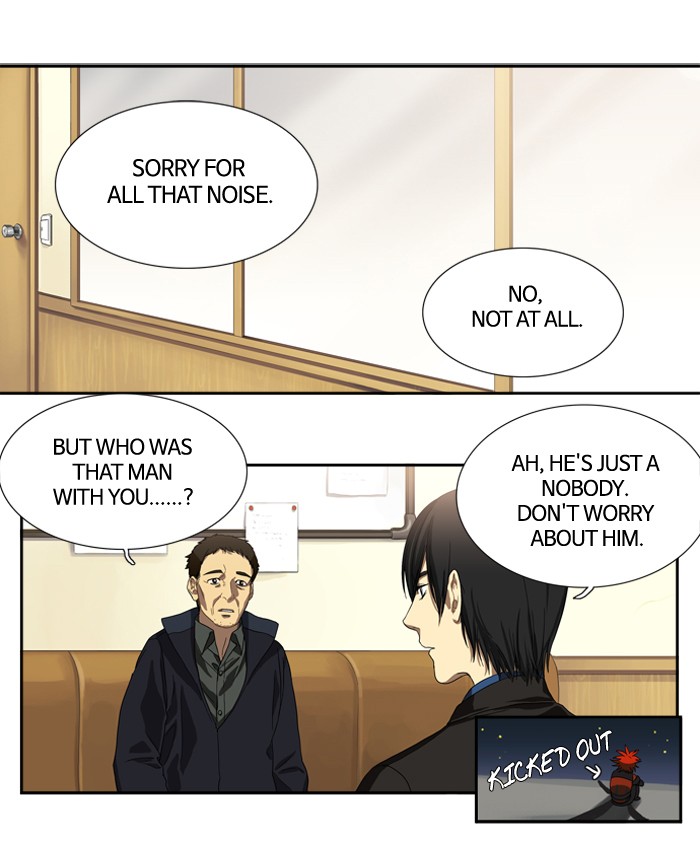 SORRY FOR
ALL THAT NOISE.
NO,
NOT AT ALL.
BUT WHO WAS
THAT MAN
WITH YOU......?
AH, HE'S JUST A
NOBODY.
DON'T WORRY
ABOUT HIM.
KICKED OUT